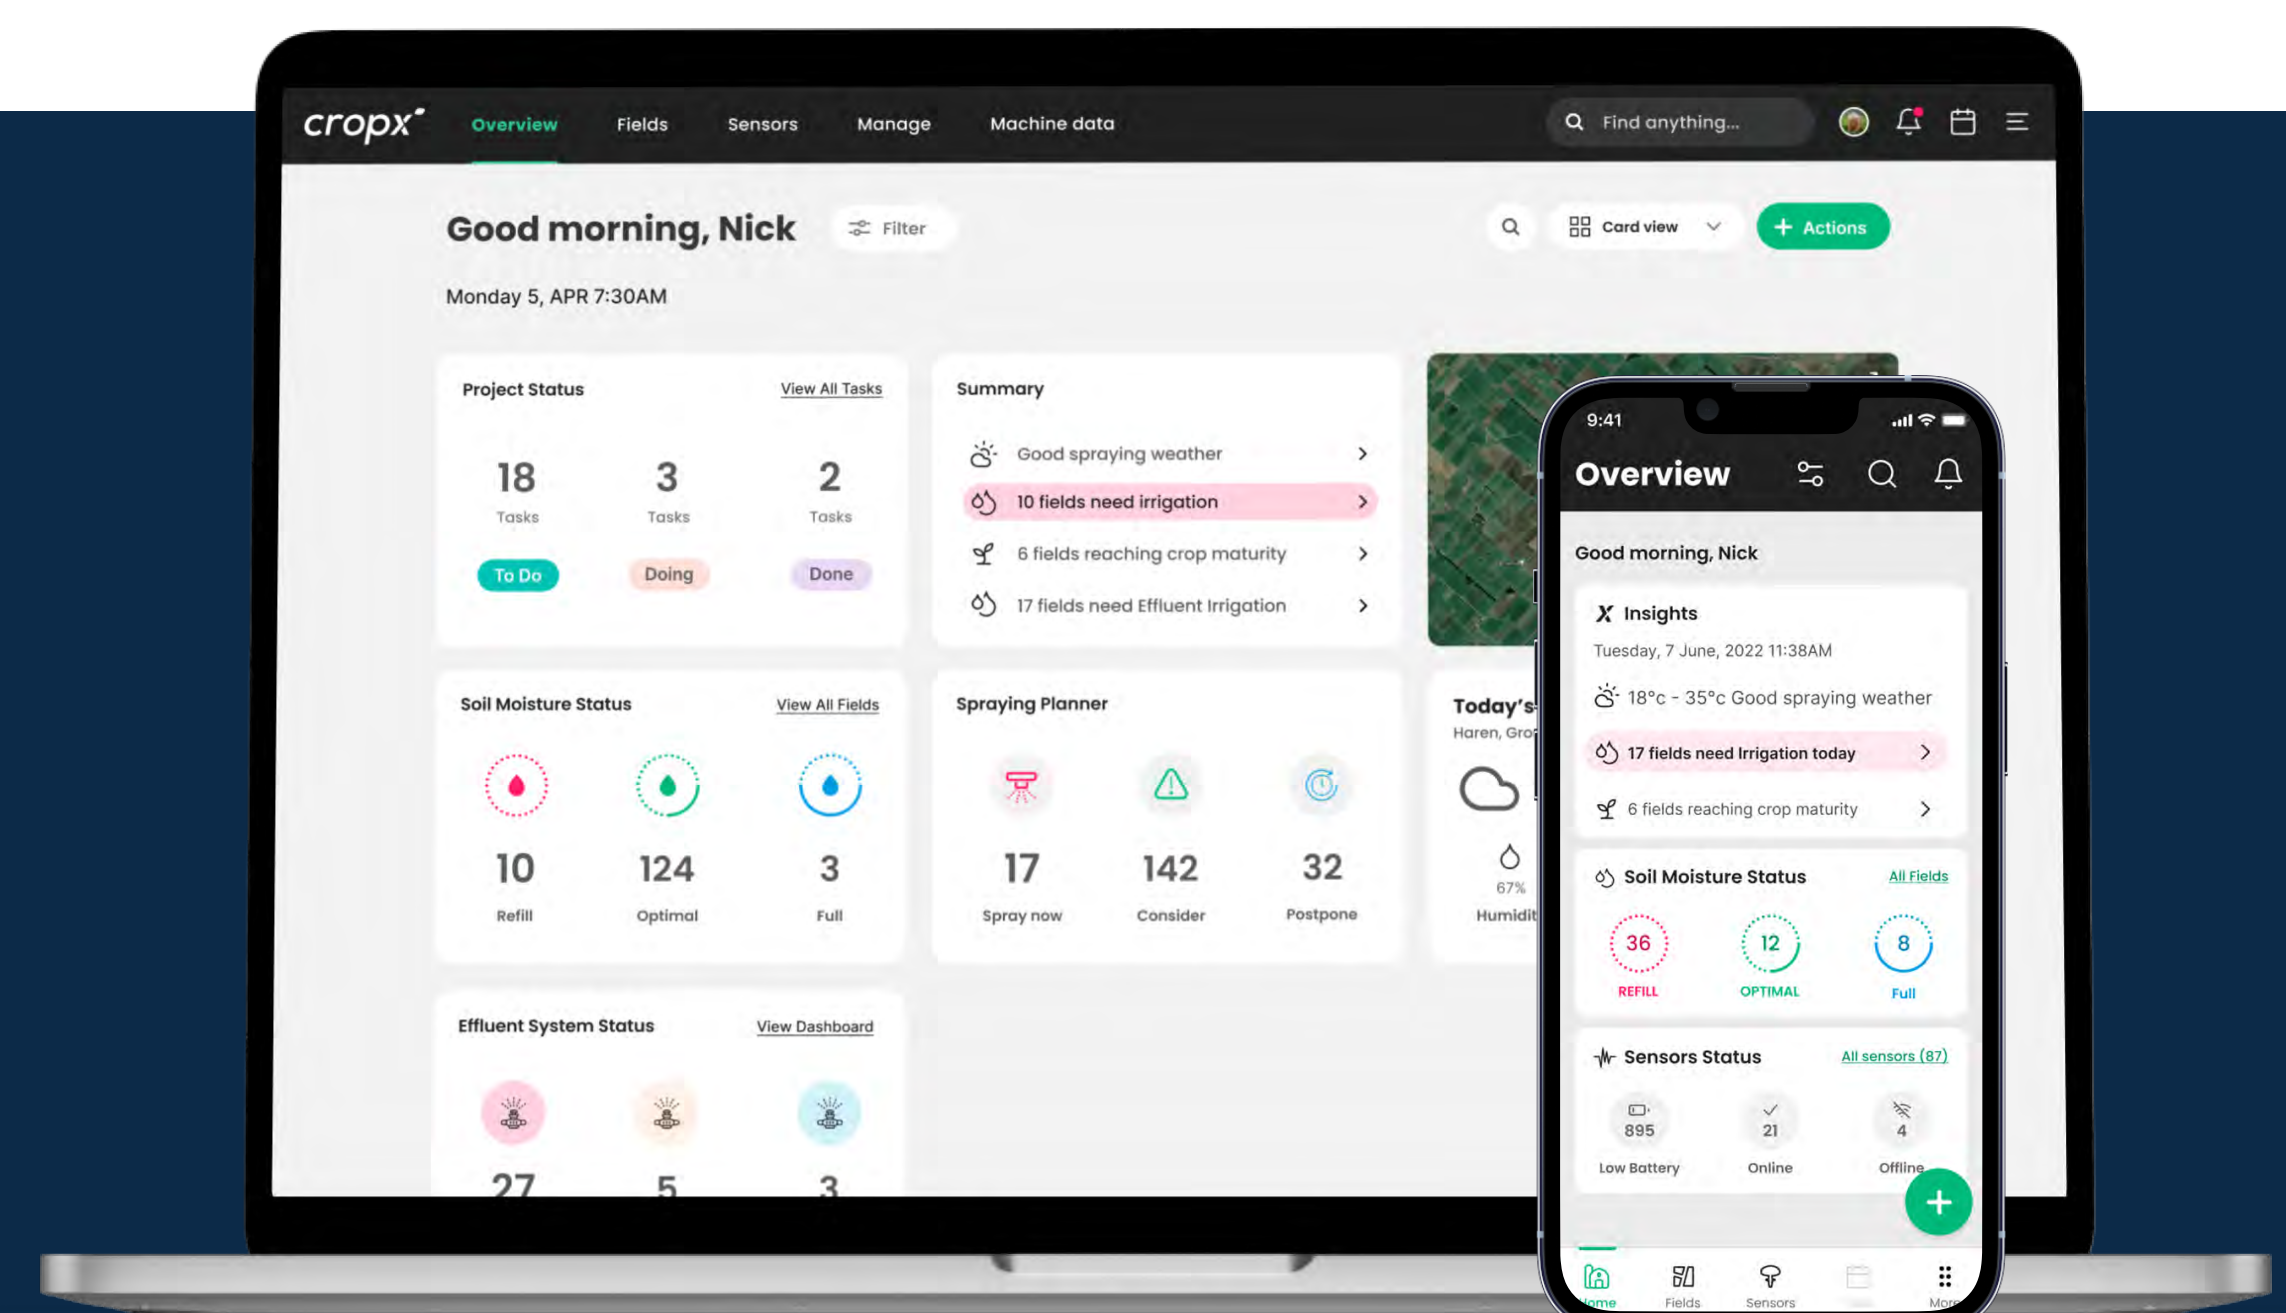 cropx
Overview
Fields
Sensors
Manage
Machine data
Find anything...
Good morning, Nick
Filter
Card view
+ Actions
Monday 5, APR 7:30AM
Project Status
View All Tasks
18
3
2
Tasks
Tasks
Tasks
To Do
Doing
Done
Summary
Good spraying weather
10 fields need irrigation
6 fields reaching crop maturity
17 fields need Effluent Irrigation
Soil Moisture Status
View All Fields
10
124
3
Refill
Optimal
Full
Spraying Planner
17
142
32
Spray now
Consider
Postpone
Today's
Haren, Gro
67%
Humidit
Effluent System Status
View Dashboard
27
5
3
9:41
Overview
Good morning, Nick
X Insights
Tuesday, 7 June, 2022 11:38AM
18°c - 35°c Good spraying weather
17 fields need Irrigation today
6 fields reaching crop maturity
Soil Moisture Status
All Fields
36
12
8
REFILL
OPTIMAL
Full
Sensors Status
All sensors (87)
895
21
4
Low Battery
Online
Offline
+
Home
Fields
Sensors
More